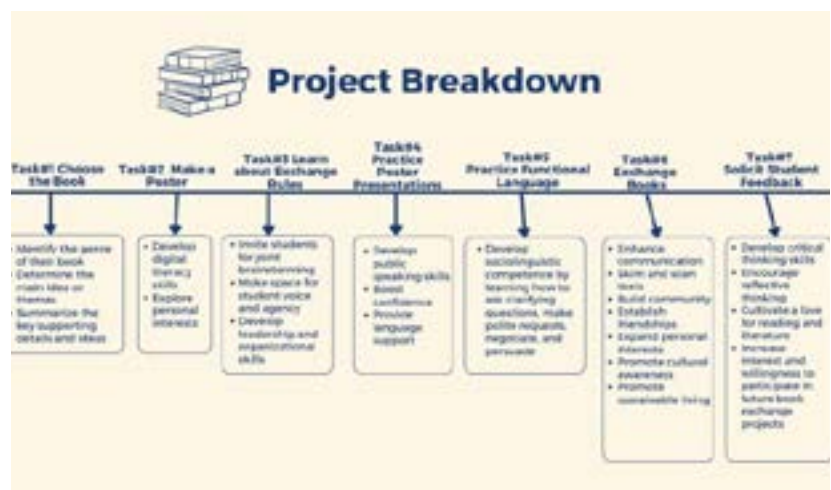 Project Breakdown
Task#1 Choose
the Book
Task#2 Make a
Poster
Task#3 Learn
about Exchange
Rules
Task#4
Practice
Poster
Presentations
Task#5
Practice Functional
Language
Task#6
Exchange
Books
Task#7
Solicit Student
Feedback
• Identify the genre
of their book
• Determine the
main idea or
themes
• Summarize the
key supporting
details and ideas
• Develop
digital
literacy
skills
• Explore
personal
interests
• Invite students
for joint
brainstorming
• Make space for
student voice
and agency
• Develop
leadership and
organizational
skills
• Develop
public
speaking skills
• Boost
confidence
• Provide
language
support
• Develop
sociolinguistic
competence by
learning how to
ask clarifying
questions, make
polite requests,
negotiate, and
persuade
• Enhance
communication
• Skim and scan
texts
• Build community
• Establish
friendships
• Expand personal
interests
• Promote cultural
awareness
• Promote
sustainable living
• Develop critical
thinking skills
• Encourage
reflective
thinking
• Cultivate a love
for reading and
literature
• Increase
interest and
willingness to
participate in
future book
exchange
projects